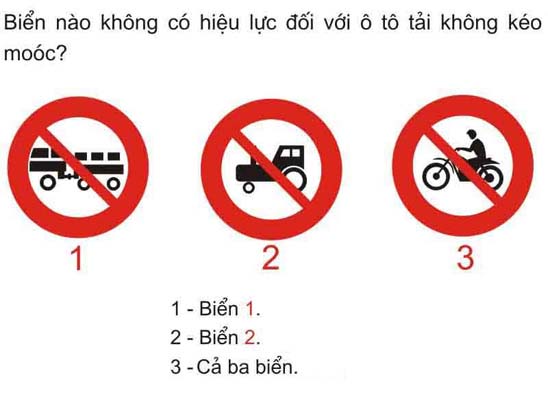 Biển nào không có hiệu lực đối với ô tô tải không kéo
moóc?
1 2 3
1 - Biển 1.
2 - Biển 2.
3 - Cả ba biển.